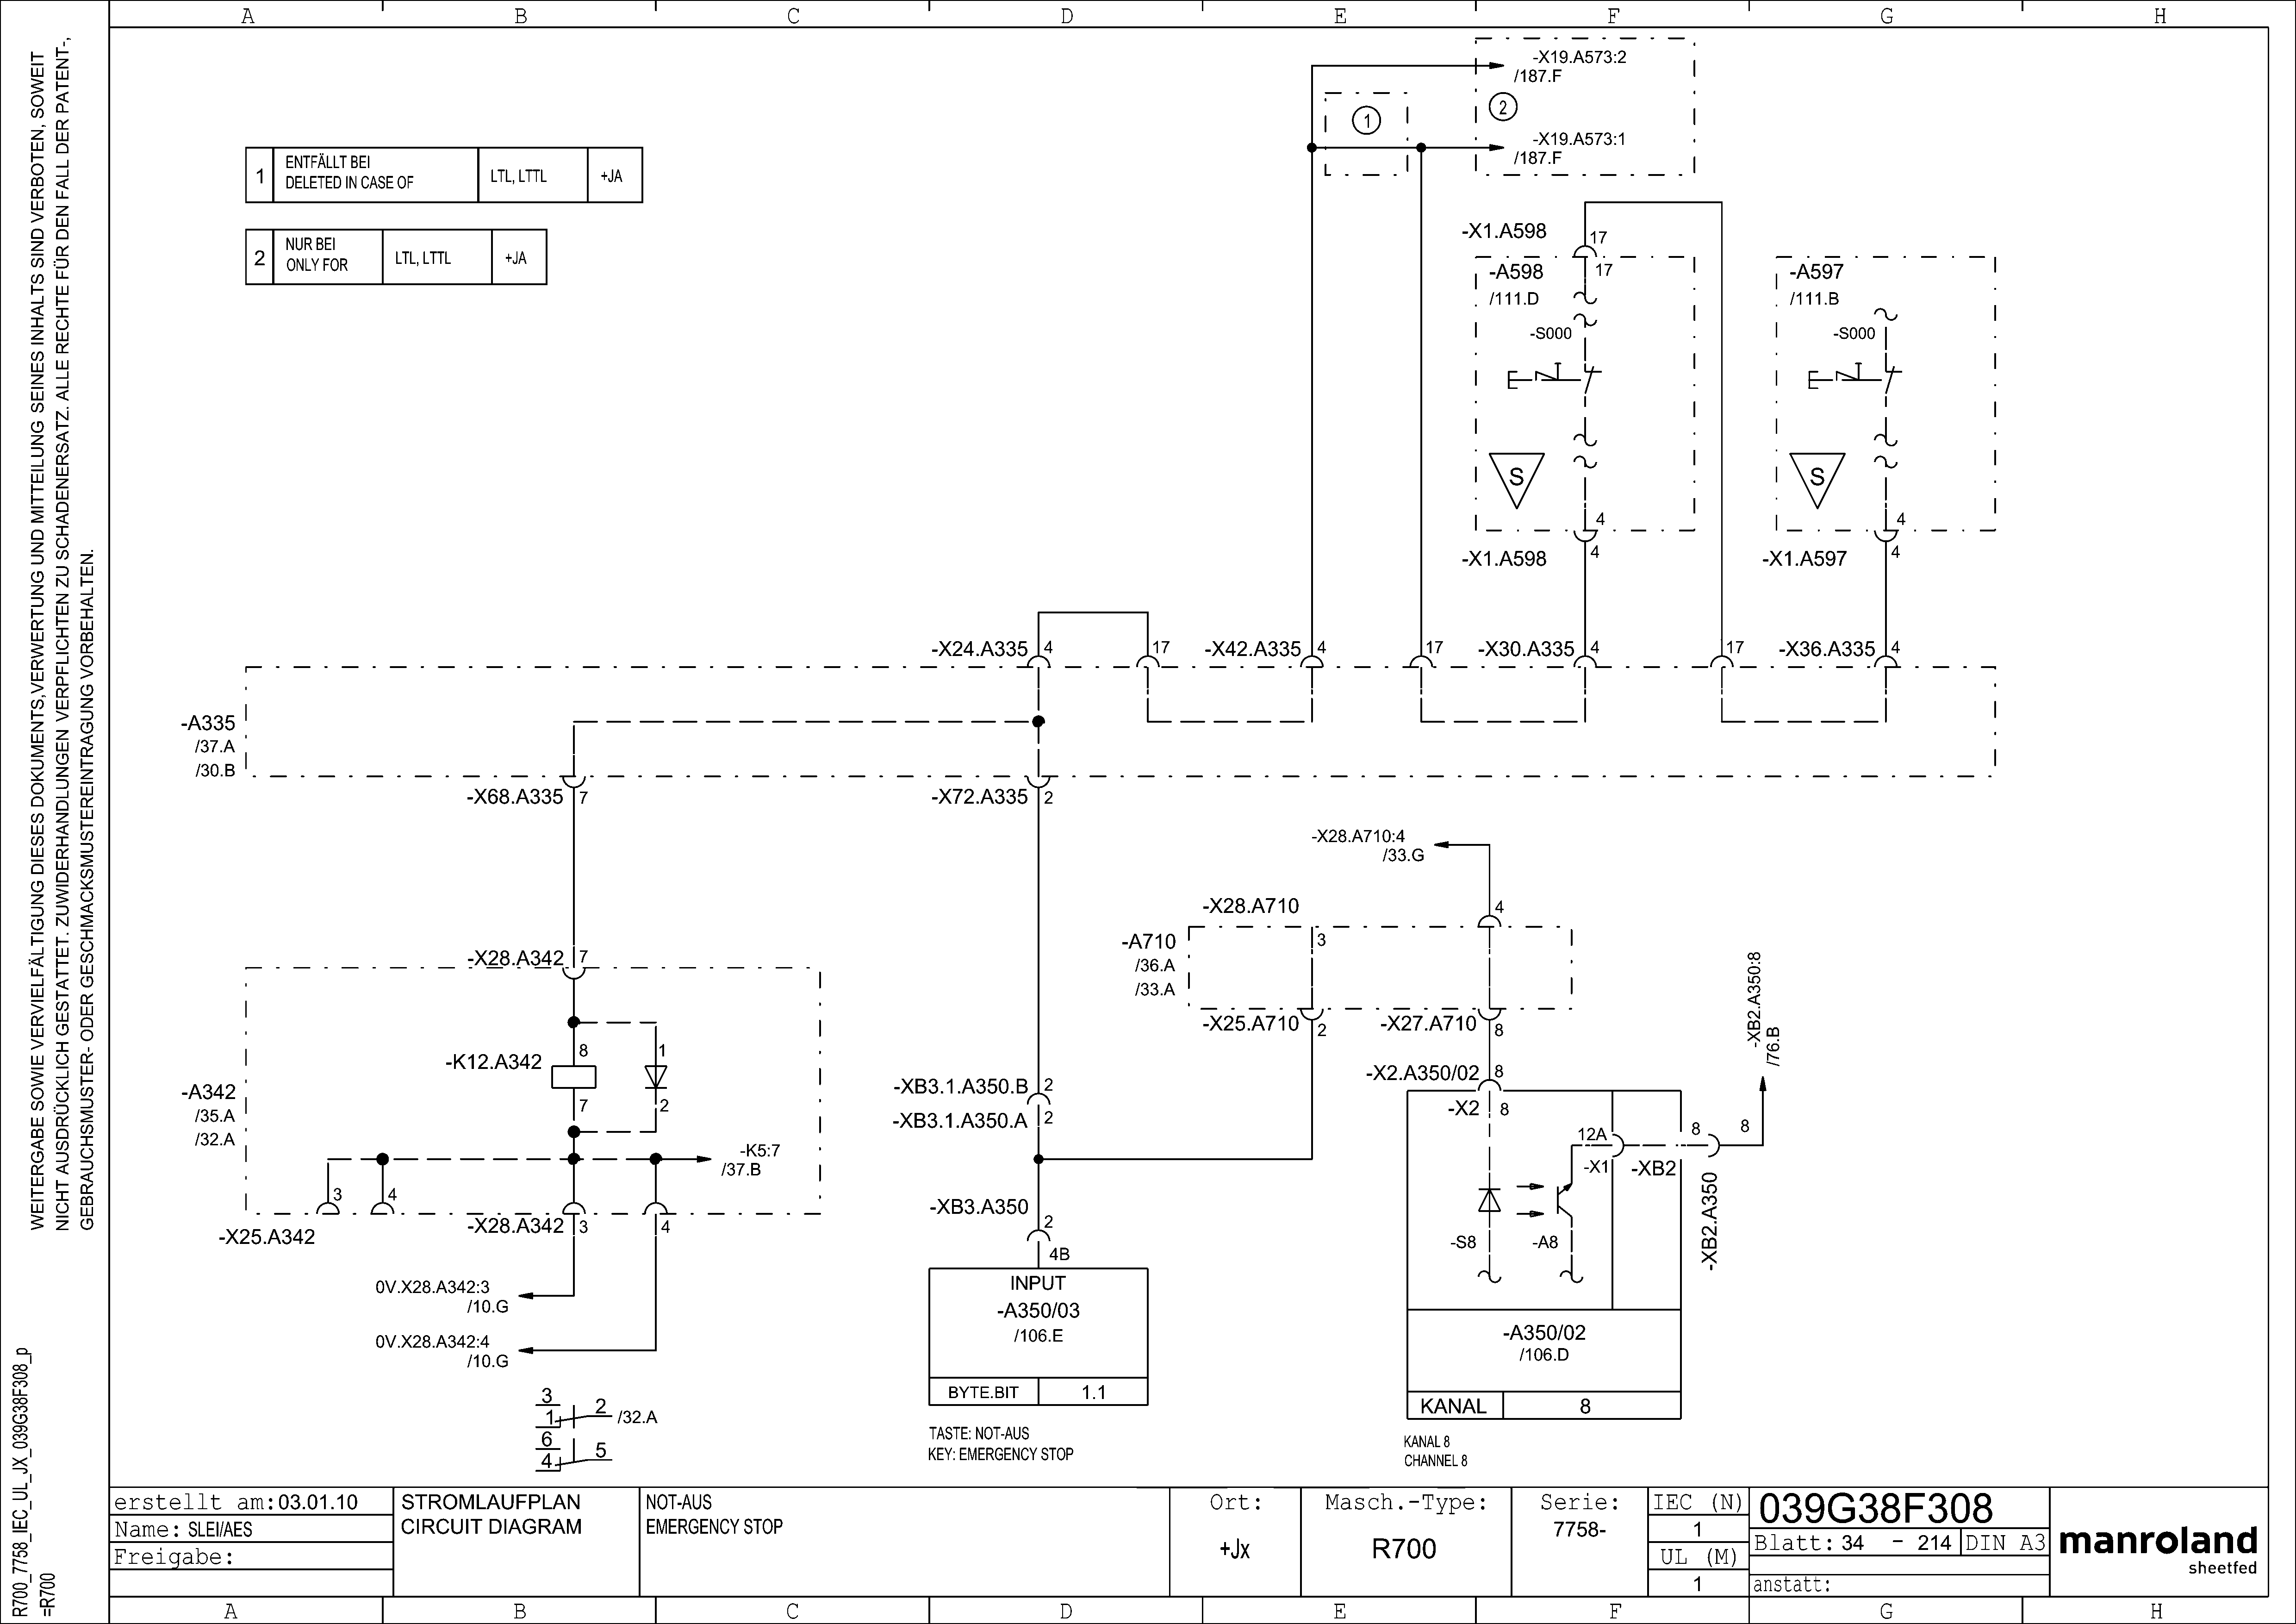 A B C D E F G H
WEITERGABE SOWIE VERVIELFÄLTIGUNG DIESES DOKUMENTS,VERWERTUNG UND MITTEILUNG SEINES INHALTS SIND VERBOTEN, SOWEIT
NICHT AUSDRÜCKLICH GESTATTET. ZUWIDERHANDLUNGEN VERPFLICHTEN ZU SCHADENERSATZ. ALLE RECHTE FÜR DEN FALL DER PATENT-,
GEBRAUCHSMUSTER- ODER GESCHMACKSMUSTEREINTRAGUNG VORBEHALTEN.
R700_7758_IEC_UL_JX_039G38F308_p
=R700
1 ENTFÄLLT BEI
DELETED IN CASE OF
LTL, LTTL +JA
2 NUR BEI
ONLY FOR
LTL, LTTL +JA
-X19.A573:2
/187.F
1
2
-X19.A573:1
/187.F
-X1.A598 17
-A598 17
/111.D
-S000
S
4
-X1.A598 4
-A597
/111.B
-S000
S
4
-X1.A597 4
-X24.A335 4
17
-X42.A335 4
17
-X30.A335 4
17
-X36.A335 4
-A335
/37.A
/30.B
-X68.A335 7
-X72.A335 2
-X28.A710:4
/33.G
-X28.A710 4
-A710 3
/36.A
/33.A
-X25.A710 2
-X27.A710 8
-X28.A342 7
-K12.A342 8
7
1
2
-A342
/35.A
/32.A
-K5:7
/37.B
3 4
-X25.A342
-X28.A342 3
4
0V.X28.A342:3
/10.G
0V.X28.A342:4
/10.G
3
1 2 /32.A
6
4 5
-XB3.1.A350.B 2
-XB3.1.A350.A 2
-XB3.A350 2
4B
INPUT
-A350/03
/106.E
BYTE.BIT 1.1
TASTE: NOT-AUS
KEY: EMERGENCY STOP
-X2.A350/02 8
-X2 8
12A
-X1
-XB2
8
8
-XB2.A350:8
/76.B
-XB2.A350
-S8
-A8
-A350/02
/106.D
KANAL 8
KANAL 8
CHANNEL 8
erstellt am: 03.01.10
Name: SLEI/AES
Freigabe:
STROMLAUFPLAN
CIRCUIT DIAGRAM
NOT-AUS
EMERGENCY STOP
Ort:
+Jx
Masch.-Type:
R700
Serie:
7758-
IEC (N)
1
UL (M)
1
039G38F308
Blatt: 34 - 214 DIN A3
anstatt:
manroland
sheetfed
A B C D E F G H